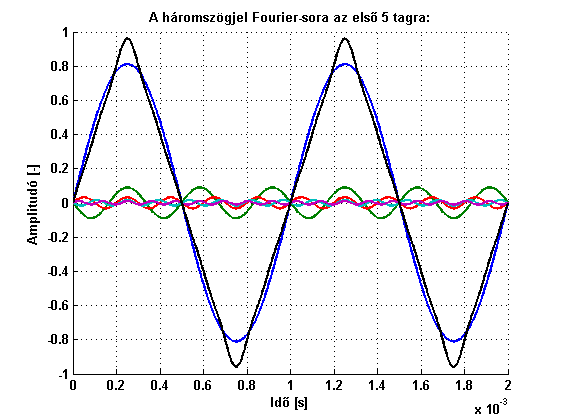 A háromszögjel Fourier-sora az első 5 tagra:
Amplitudó [-]
1
0.8
0.6
0.4
0.2
0
-0.2
-0.4
-0.6
-0.8
-1
0 0.2 0.4 0.6 0.8 1 1.2 1.4 1.6 1.8 2
Idő [s]
x 10⁻³